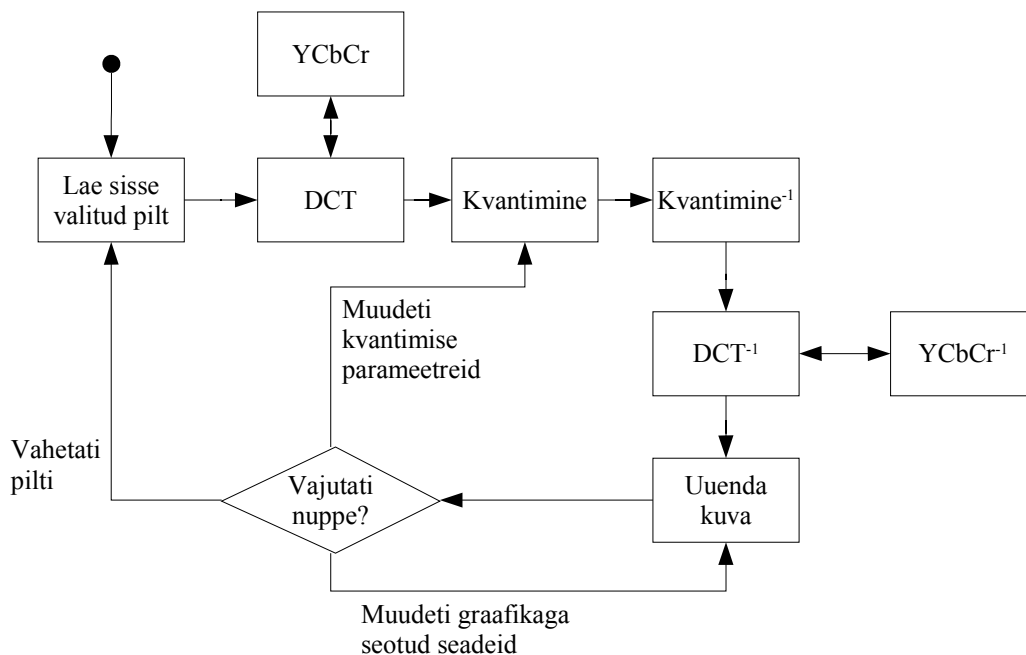 YCbCr
Lae sisse
valitud pilt
DCT
Kvantimine
Kvantimine⁻¹
Muudeti
kvantimise
parameetreid
DCT⁻¹
YCbCr⁻¹
Vahetati
pilti
Vajutati
nuppe?
Uuenda
kuva
Muudeti graafikaga
seotud seadeid